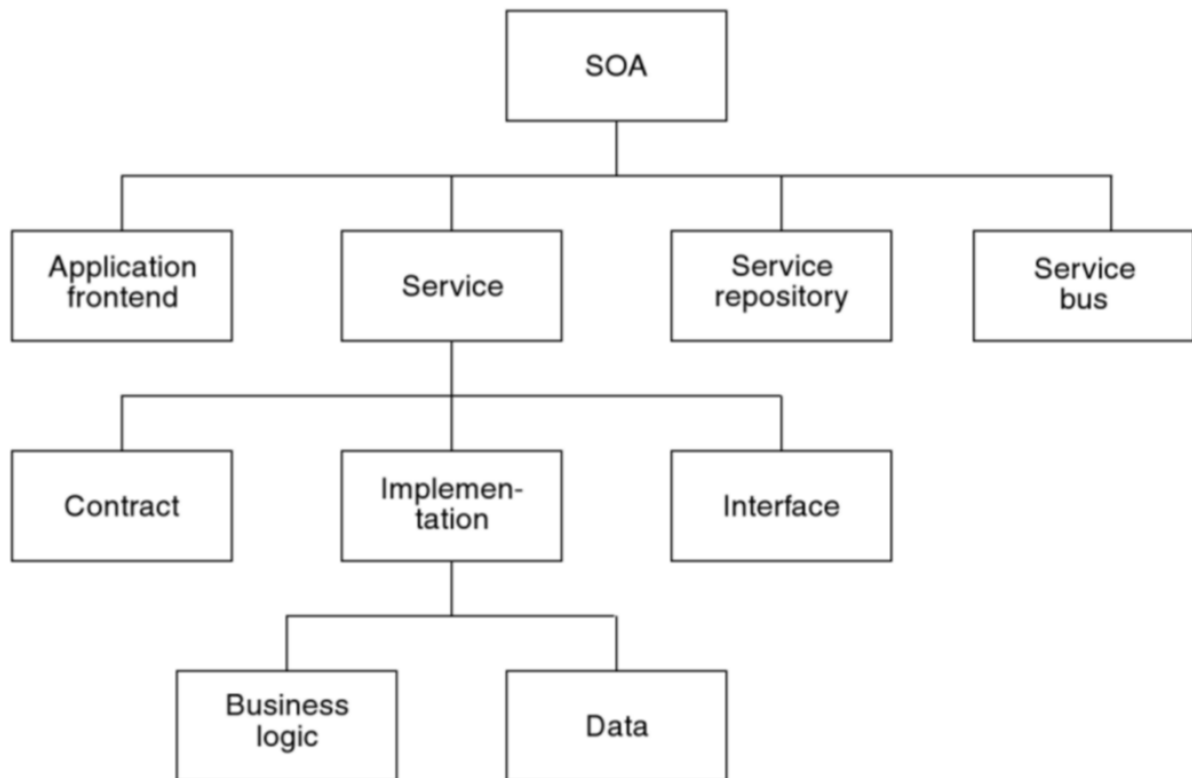 SOA
Application
frontend
Service
Service
repository
Service
bus
Contract
Implemen-
tation
Interface
Business
logic
Data